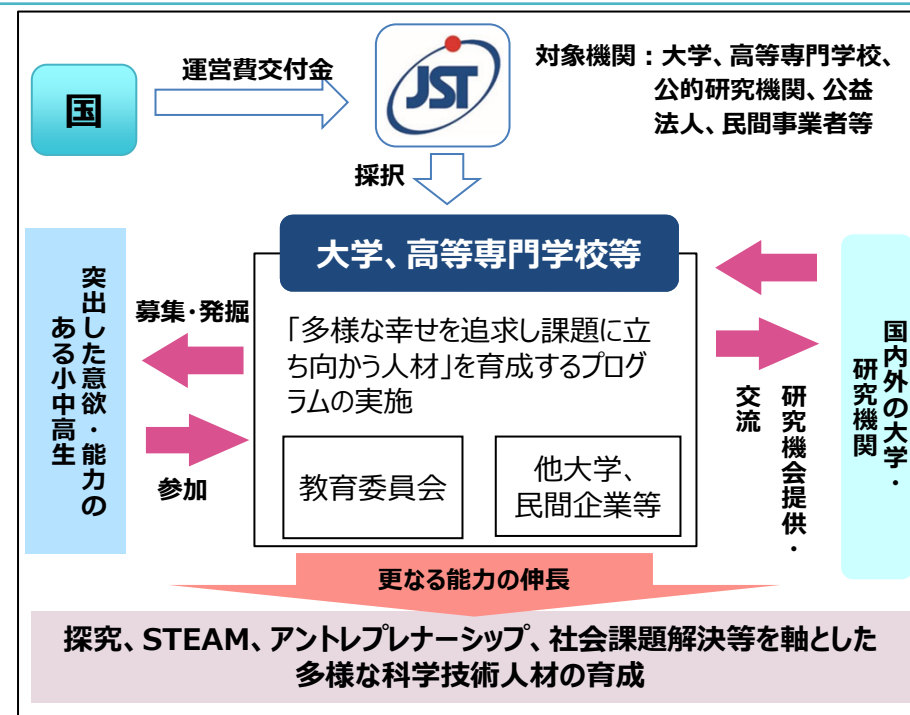 国
運営費交付金
JST
対象機関：大学、高等専門学校、
公的研究機関、公益
法人、民間事業者等
採択
大学、高等専門学校等
突出した意欲・能力の
ある小中高生
募集・発掘
参加
「多様な幸せを追求し課題に立
ち向かう人材」を育成するプログ
ラムの実施
教育委員会
他大学、
民間企業等
研究機会提供・
交流
国内外の大学・
研究機関
更なる能力の伸長
探究、STEAM、アントレプレナーシップ、社会課題解決等を軸とした
多様な科学技術人材の育成